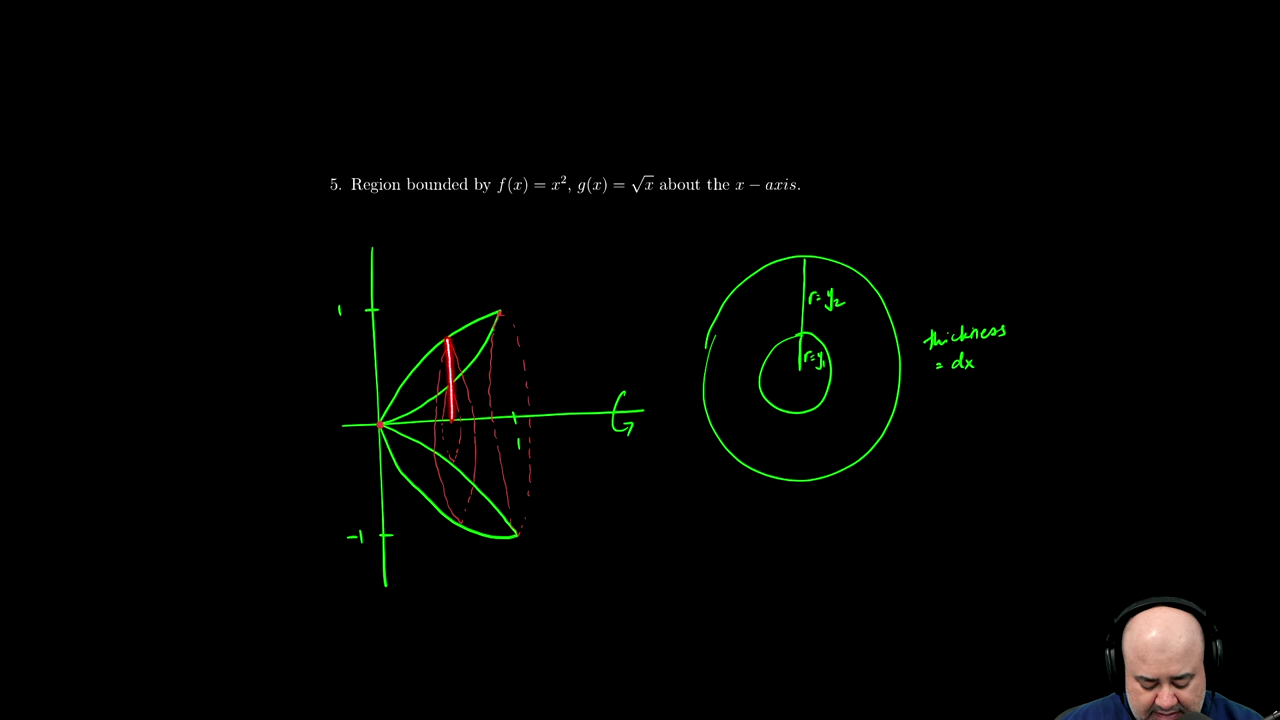 5. Region bounded by f(x) = x², g(x) = √x about the x − axis.
1
1
−1
r=y₂
r=y₁
thickness
= dx